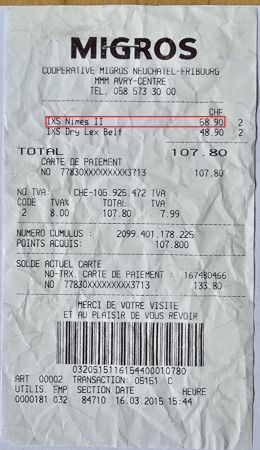 MIGROS
COOPERATIVE MIGROS NEUCHATEL-FRIBOURG
MMM AVRY-CENTRE
TEL. 058 573 30 00
CHF
IXS Nimes II 58.90 2
IXS Dry Lex Belt 48.90 2
TOTAL 107.80
CARTE DE PAIEMENT
NO 77830XXXXXXXXX3713 107.80
NO TVA: CHE-105.925.472 TVA
CODE TVA% TOTAL TVA
2 8.00 107.80 7.99
NUMERO CUMULUS : 2099.401.178.225
POINTS ACQUIS: 107.800
SOLDE ACTUEL CARTE
NO-TRX. CARTE DE PAIEMENT : 167480466
NO 77830XXXXXXXXX3713 133.80
MERCI DE VOTRE VISITE
ET AU PLAISIR DE VOUS REVOIR
0320515116154400010780
ART 00002 TRANSACTION: 05151 C
UTILIS EMP SECTION DATE HEURE
0000181 032 84710 16.03.2015 15:44